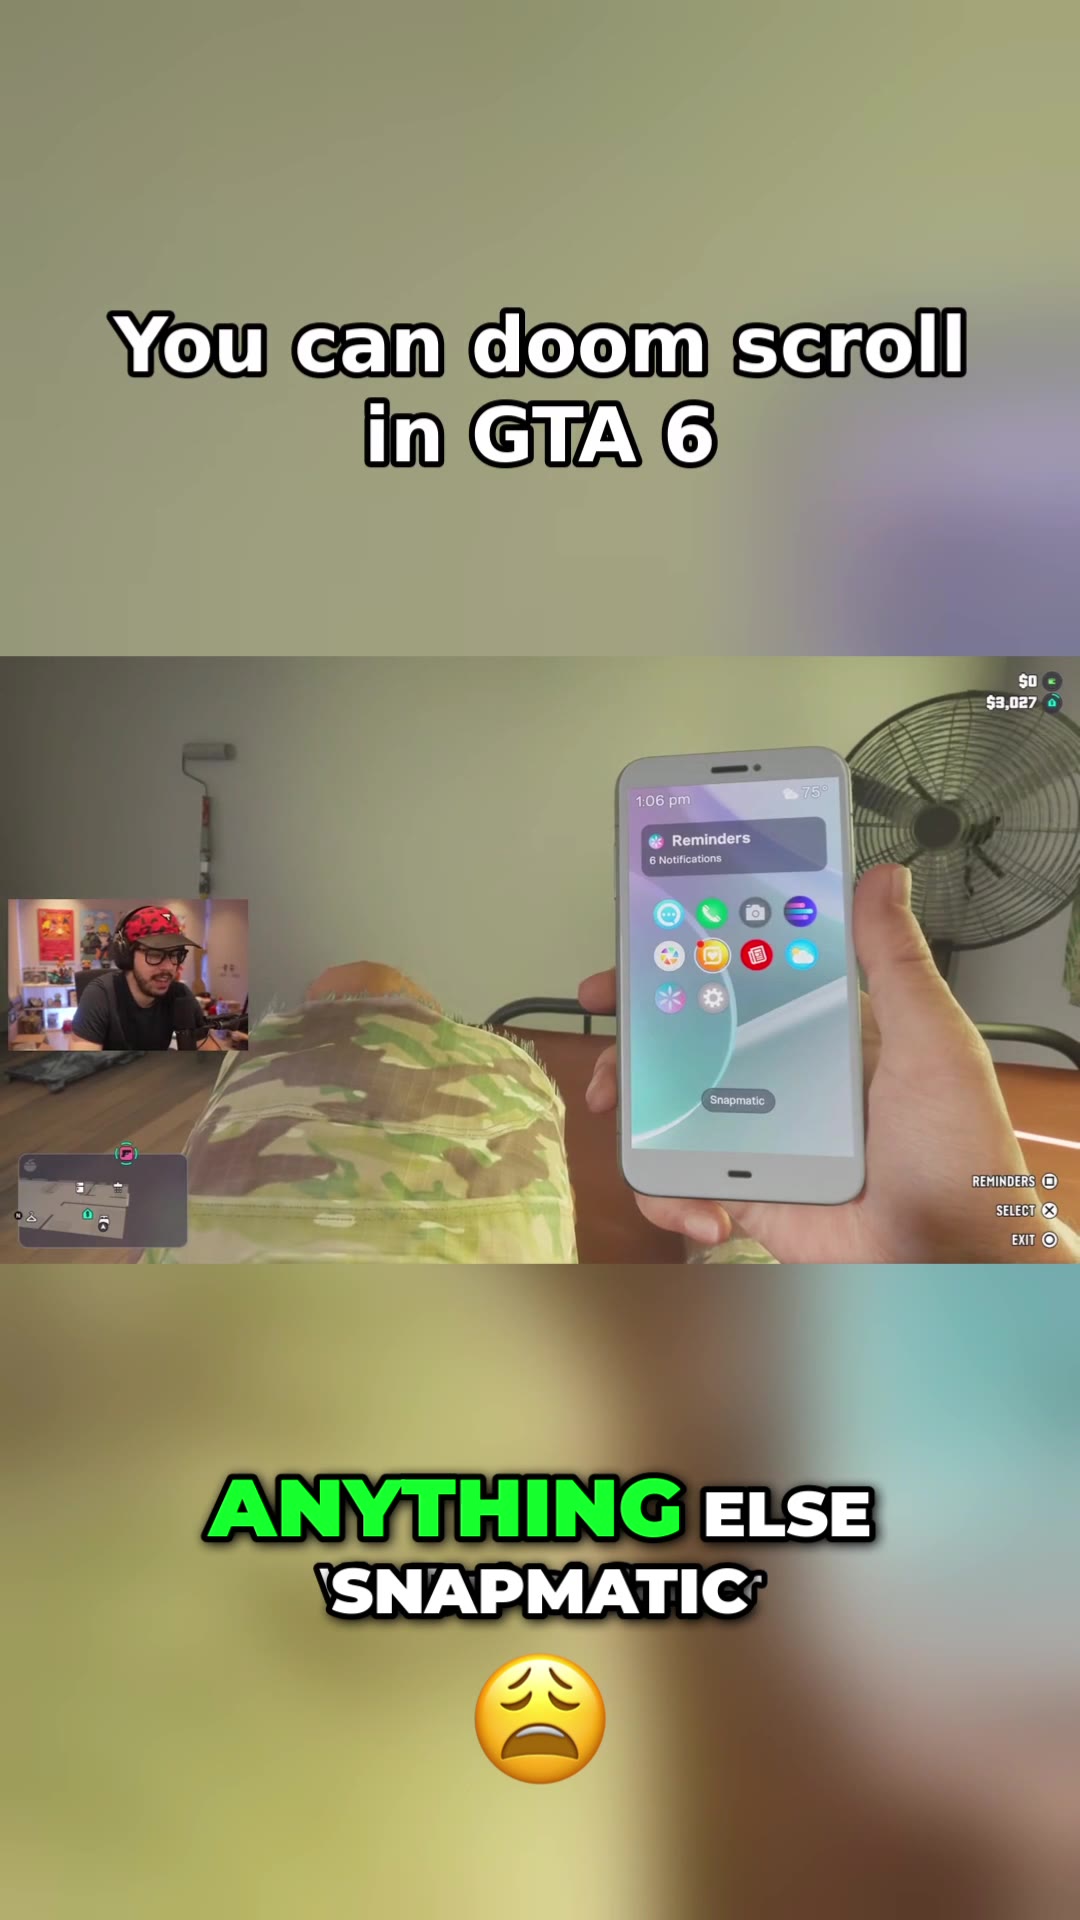 You can doom scroll
in GTA 6
$0
$3,027
1:06 pm
75°
Reminders
6 Notifications
Snapmatic
REMINDERS
SELECT
EXIT
N
ANYTHING ELSE
SNAPMATIC